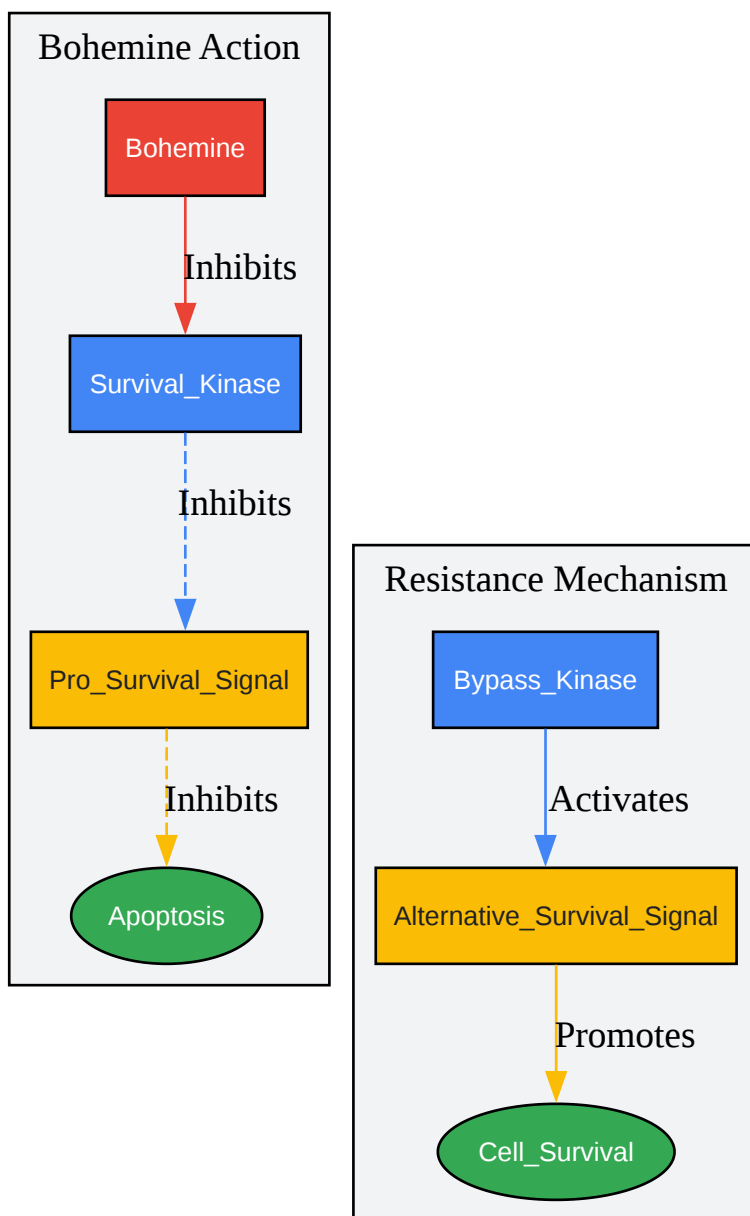 Bohemine Action
Bohemine
Inhibits
Survival_Kinase
Inhibits
Pro_Survival_Signal
Inhibits
Apoptosis
Resistance Mechanism
Bypass_Kinase
Activates
Alternative_Survival_Signal
Promotes
Cell_Survival